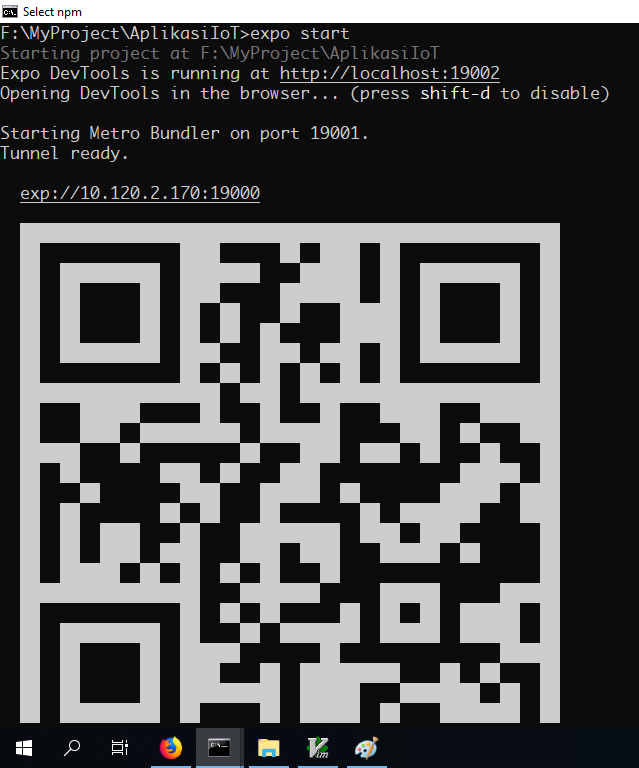 Select npm
F:\MyProject\AplikasiIoT>expo start
Starting project at F:\MyProject\AplikasiIoT
Expo DevTools is running at http://localhost:19002
Opening DevTools in the browser... (press shift-d to disable)
Starting Metro Bundler on port 19001.
Tunnel ready.
exp://10.120.2.170:19000
C:\.
C:\.
Vim